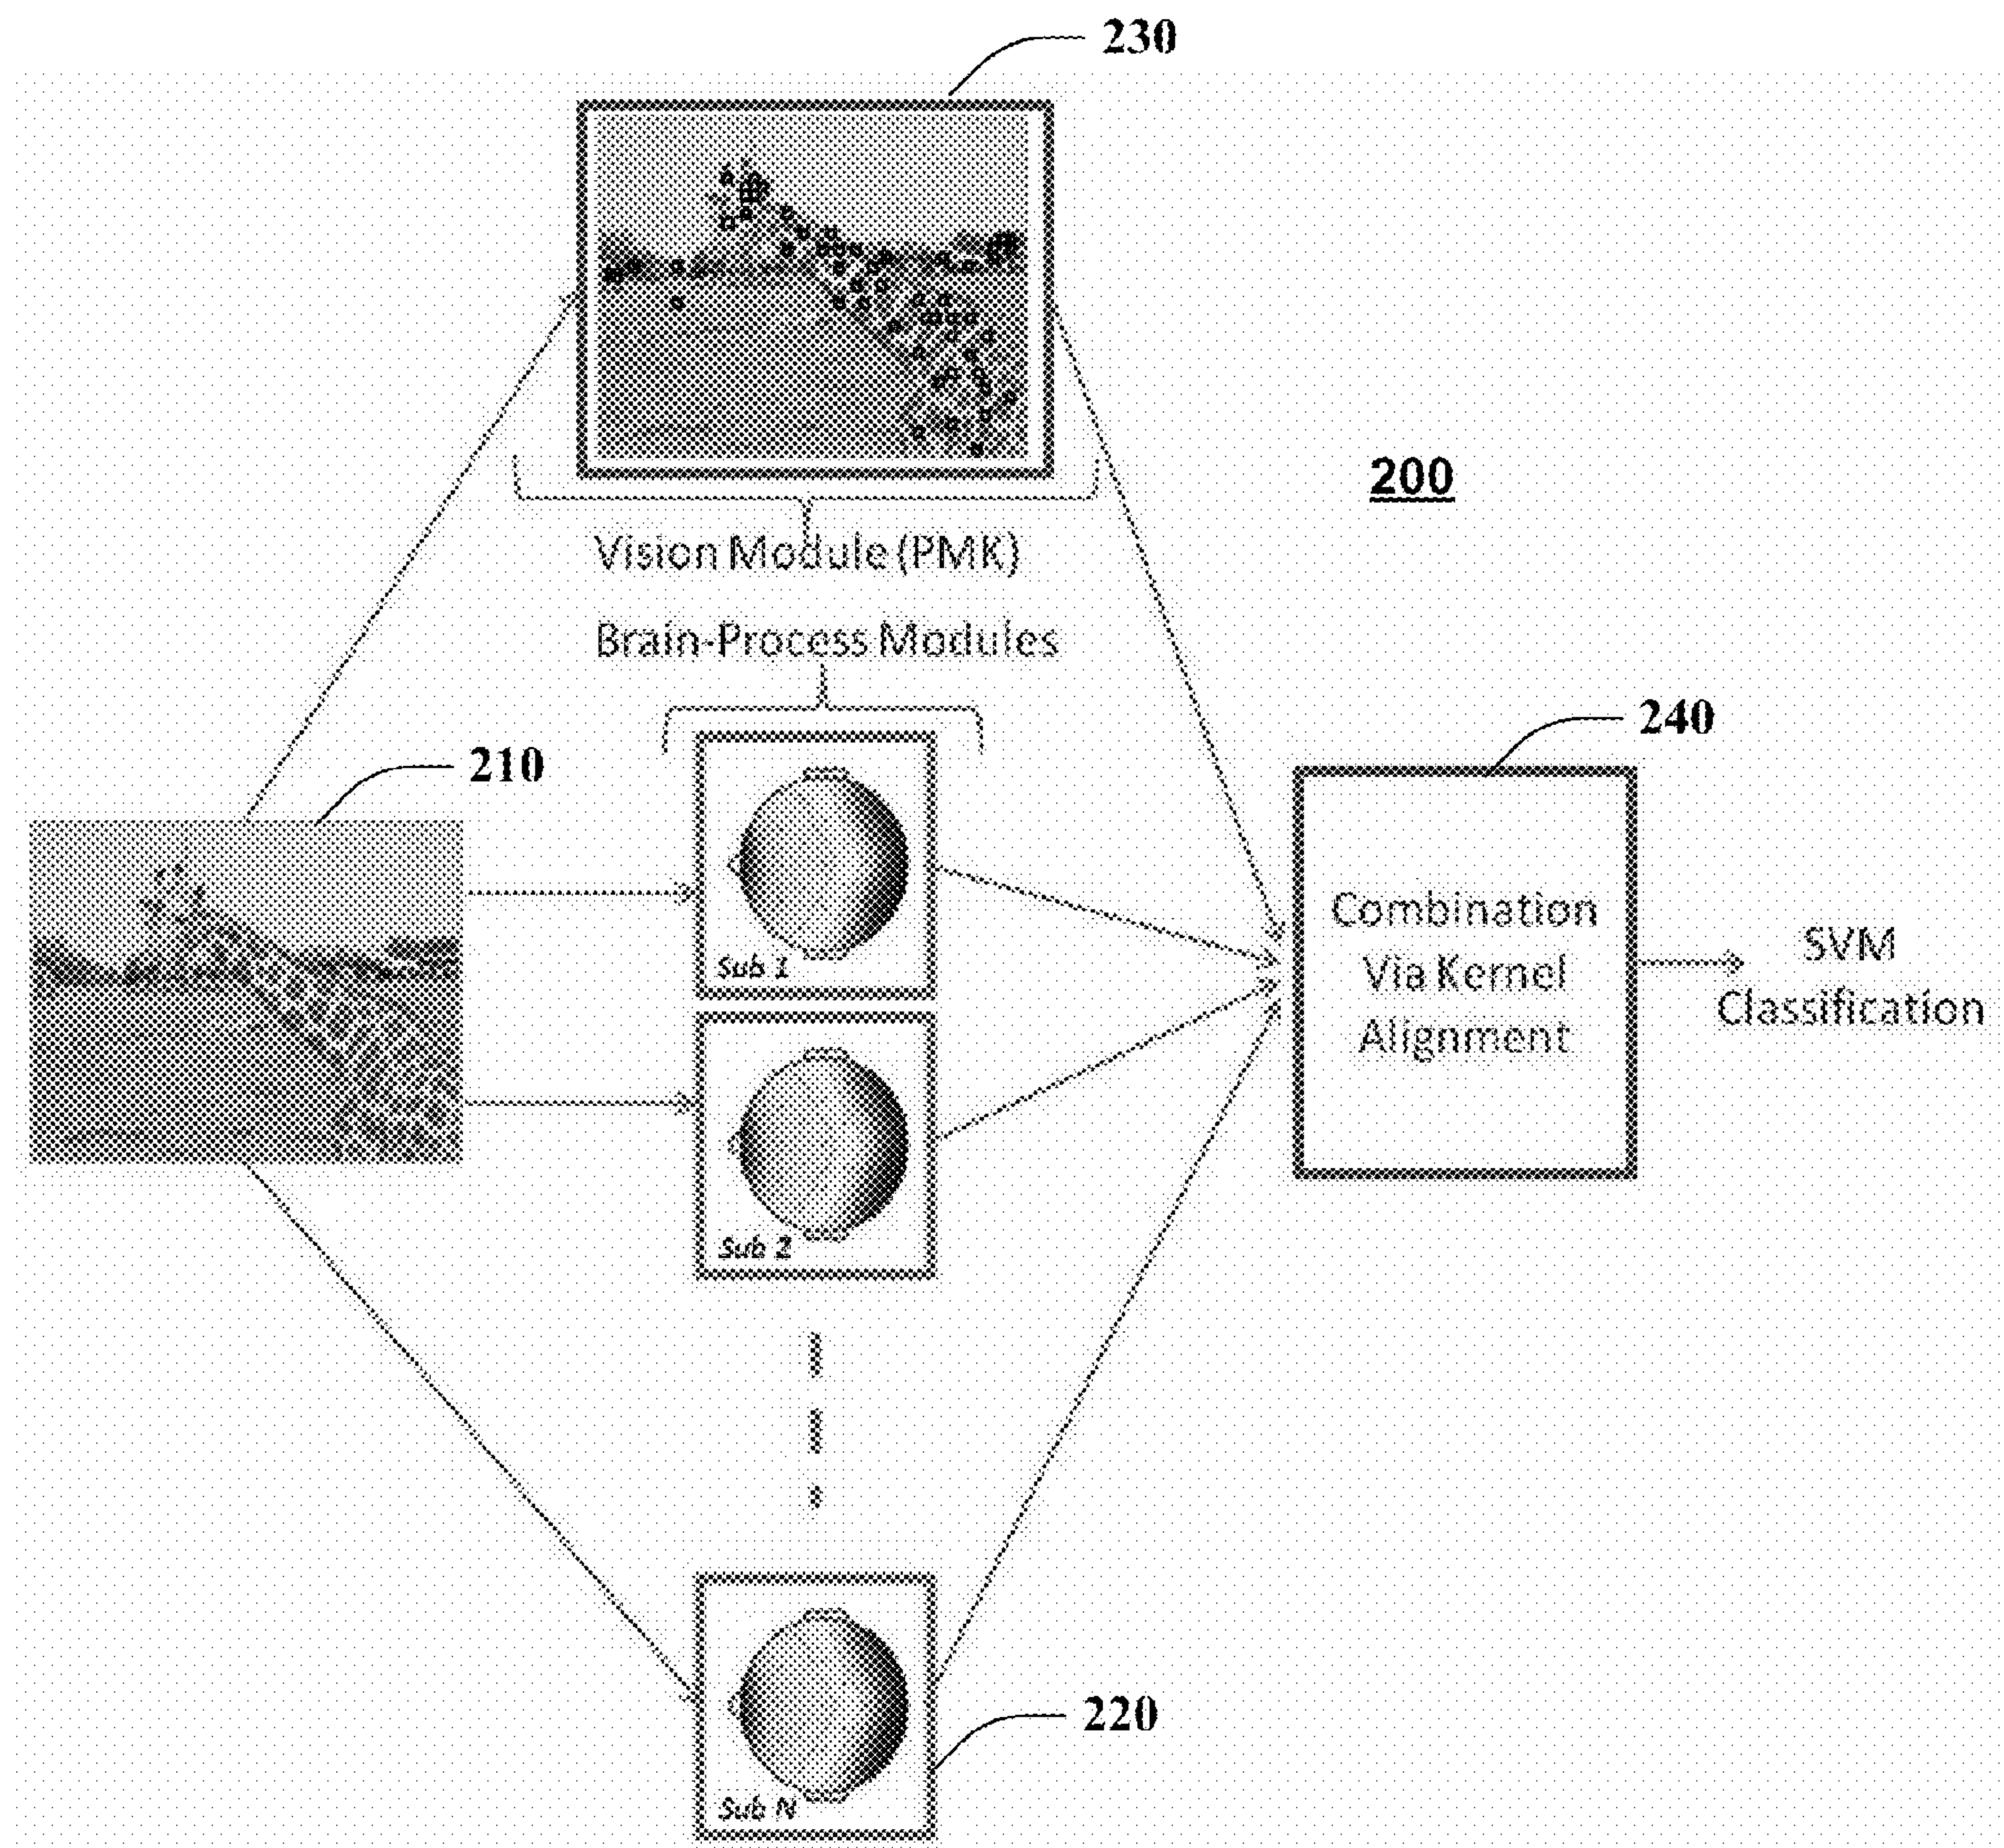 230
200
Vision Module (PMK)
Brain-Process Modules
240
210
Sub 1
Combination
Via Kernel
Alignment
SVM
Classification
Sub 2
220
Sub N